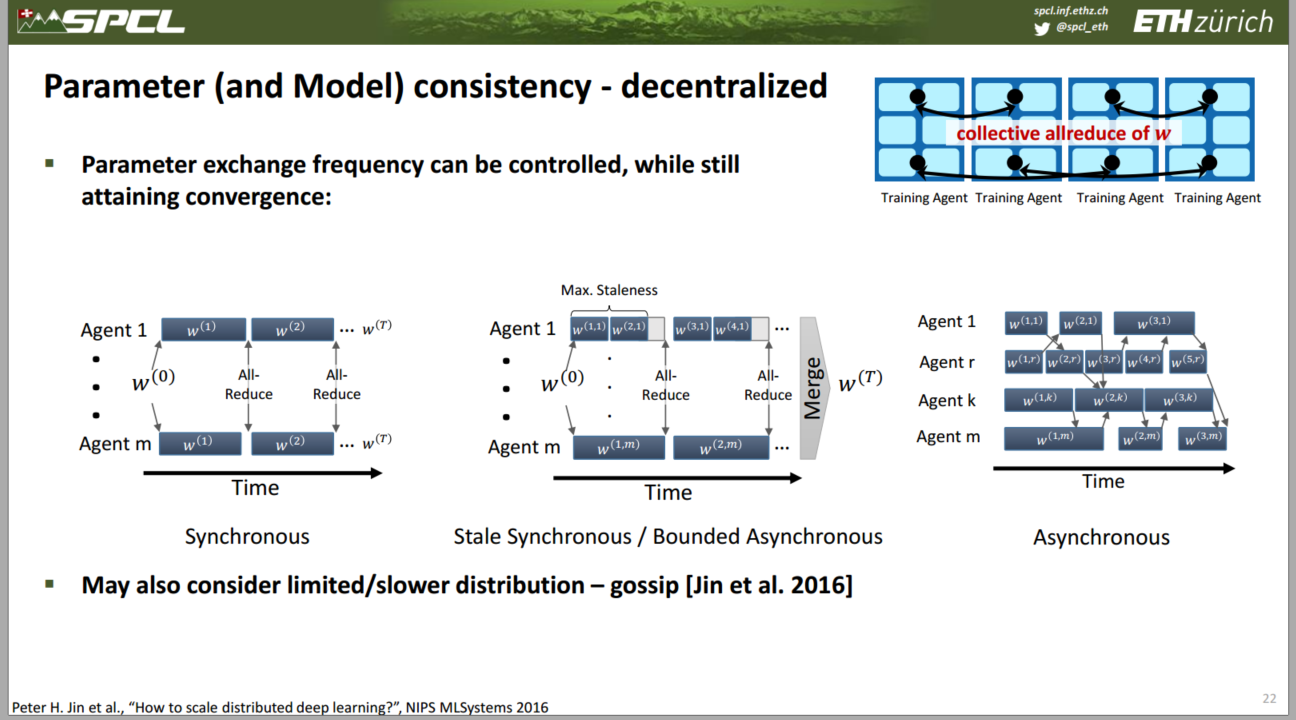 SPCL
spcl.inf.ethz.ch
@spcl_eth
ETH zürich
Parameter (and Model) consistency - decentralized
collective allreduce of w
Training Agent Training Agent Training Agent Training Agent
▪ Parameter exchange frequency can be controlled, while still
attaining convergence:
Agent 1
w^(1) w^(2) ... w^(T)
w^(0)
All-
Reduce
All-
Reduce
Agent m
w^(1) w^(2) ... w^(T)
Time
Synchronous
Max. Staleness
Agent 1
w^(1,1) w^(2,1) w^(3,1) w^(4,1) ...
w^(0)
All-
Reduce
All-
Reduce
Merge
w^(T)
Agent m
w^(1,m) w^(2,m) ...
Time
Stale Synchronous / Bounded Asynchronous
Agent 1
w^(1,1) w^(2,1) w^(3,1)
Agent r
w^(1,r) w^(2,r) w^(3,r) w^(4,r) w^(5,r)
Agent k
w^(1,k) w^(2,k) w^(3,k)
Agent m
w^(1,m) w^(2,m) w^(3,m)
Time
Asynchronous
▪ May also consider limited/slower distribution – gossip [Jin et al. 2016]
Peter H. Jin et al., “How to scale distributed deep learning?”, NIPS MLSystems 2016
22